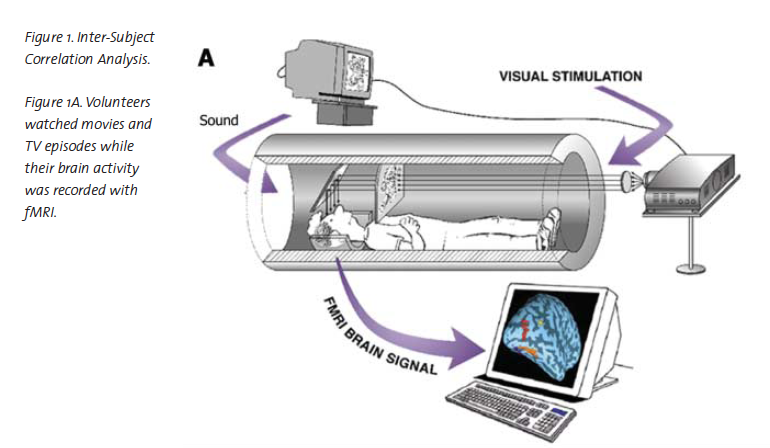 Figure 1. Inter-Subject
Correlation Analysis.
Figure 1A. Volunteers
watched movies and
TV episodes while
their brain activity
was recorded with
fMRI.
A
VISUAL STIMULATION
Sound
FMRI BRAIN SIGNAL